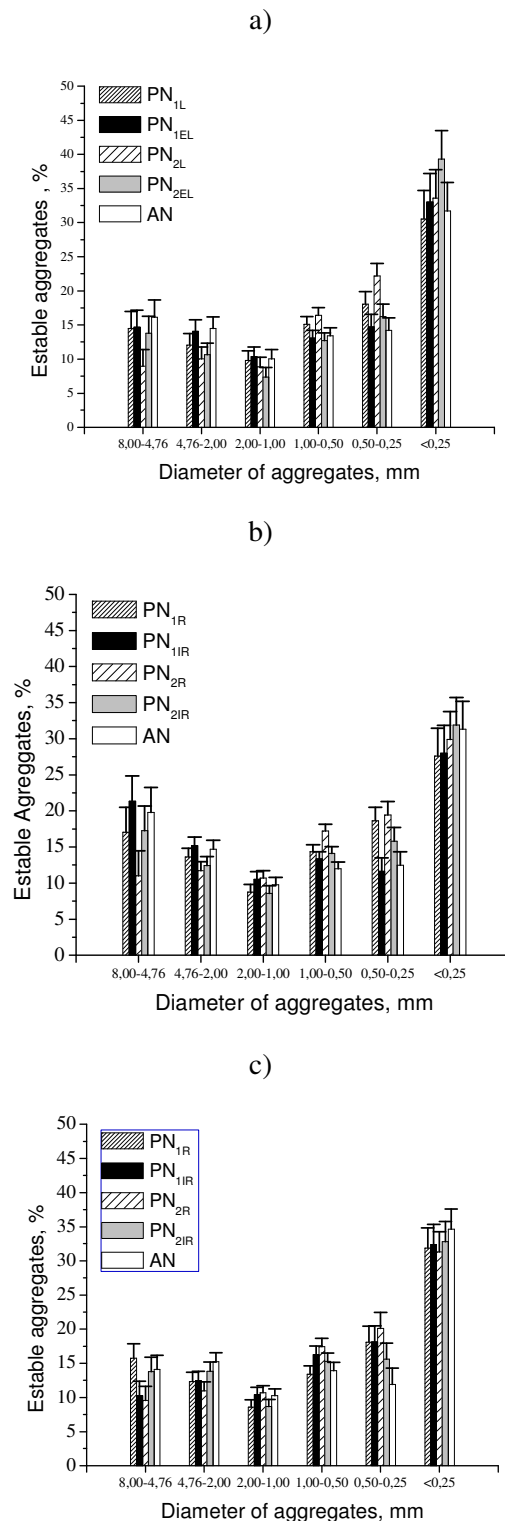 a)
50
45
40
35
30
25
20
15
10
5
0
Estable aggregates , %
PN1L
PN1EL
PN2L
PN2EL
AN
8,00-4,76 4,76-2,00 2,00-1,00 1,00-0,50 0,50-0,25 <0,25
Diameter of aggregates, mm
b)
50
45
40
35
30
25
20
15
10
5
0
Estable Agreggates, %
PN1R
PN1IR
PN2R
PN2IR
AN
8,00-4,76 4,76-2,00 2,00-1,00 1,00-0,50 0,50-0,25 <0,25
Diameter of aggregates, mm
c)
50
45
40
35
30
25
20
15
10
5
0
Estable aggregates, %
PN1R
PN1IR
PN2R
PN2IR
AN
8,00-4,76 4,76-2,00 2,00-1,00 1,00-0,50 0,50-0,25 <0,25
Diameter of aggregates, mm